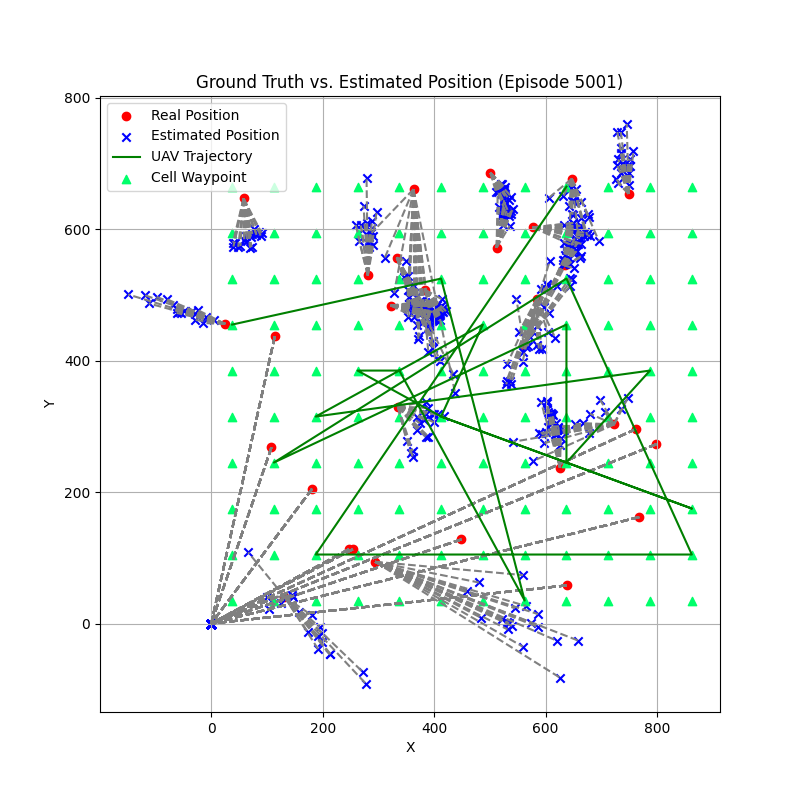 Ground Truth vs. Estimated Position (Episode 5001)
Real Position
Estimated Position
UAV Trajectory
Cell Waypoint
800
600
400
200
0
Y
0 200 400 600 800
X